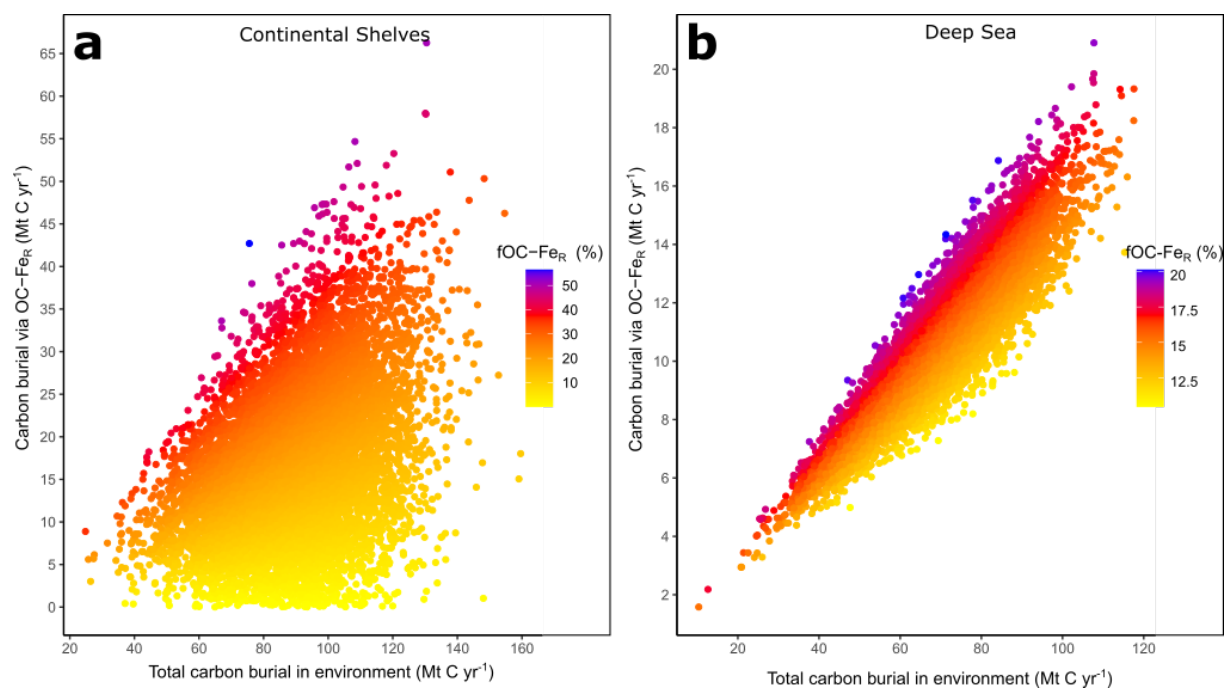 a
Continental Shelves
Carbon burial via OC−FeR (Mt C yr-1)
65
60
55
50
45
40
35
30
25
20
15
10
5
0
fOC−FeR (%)
50
40
30
20
10
20 40 60 80 100 120 140 160
Total carbon burial in environment (Mt C yr-1)
b
Deep Sea
Carbon burial via OC−FeR (Mt C yr-1)
20
18
16
14
12
10
8
6
4
2
fOC-FeR (%)
20
17.5
15
12.5
20 40 60 80 100 120
Total carbon burial in environment (Mt C yr-1)